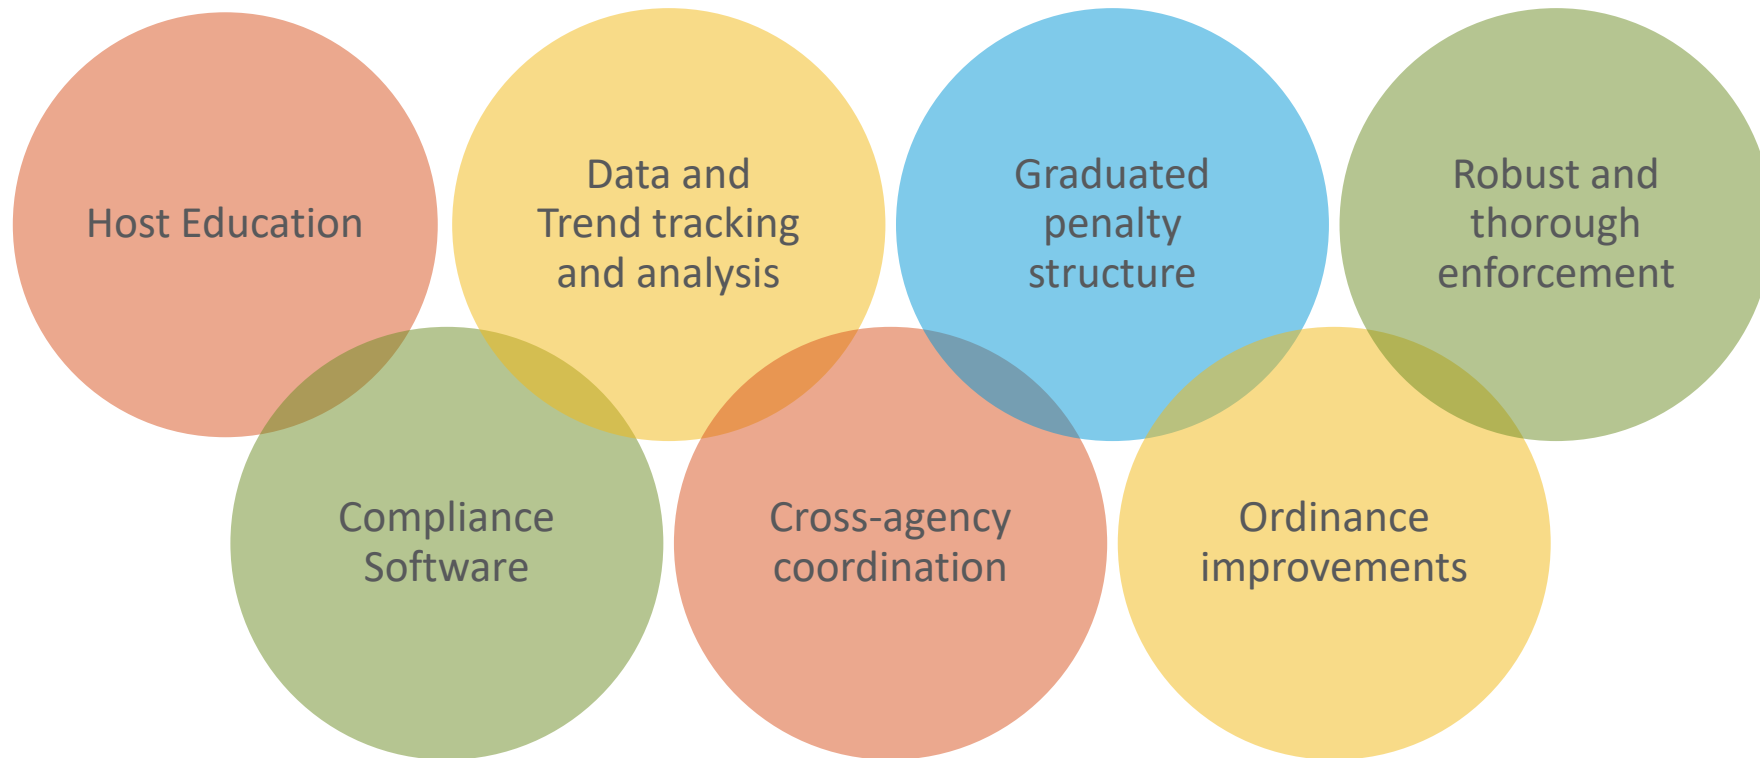 Host Education
Data and
Trend tracking
and analysis
Graduated
penalty
structure
Robust and
thorough
enforcement
Compliance
Software
Cross-agency
coordination
Ordinance
improvements